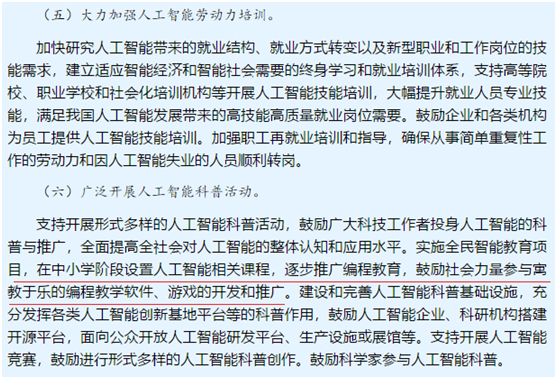 （五）大力加强人工智能劳动力培训。
加快研究人工智能带来的就业结构、就业方式转变以及新型职业和工作岗位的技
能需求，建立适应智能经济和智能社会需要的终身学习和就业培训体系，支持高等院
校、职业学校和社会化培训机构等开展人工智能技能培训，大幅提升就业人员专业技
能，满足我国人工智能发展带来的高技能高质量就业岗位需要。鼓励企业和各类机构
为员工提供人工智能技能培训。加强职工再就业培训和指导，确保从事简单重复性工
作的劳动力和因人工智能失业的人员顺利转岗。
（六）广泛开展人工智能科普活动。
支持开展形式多样的人工智能科普活动，鼓励广大科技工作者投身人工智能的科
普与推广，全面提高全社会对人工智能的整体认知和应用水平。实施全民智能教育项
目，在中小学阶段设置人工智能相关课程，逐步推广编程教育，鼓励社会力量参与寓
教于乐的编程教学软件、游戏的开发和推广。建设和完善人工智能科普基础设施，充
分发挥各类人工智能创新基地平台等的科普作用，鼓励人工智能企业、科研机构搭建
开源平台，面向公众开放人工智能研发平台、生产设施或展馆等。支持开展人工智能
竞赛，鼓励进行形式多样的人工智能科普创作。鼓励科学家参与人工智能科普。